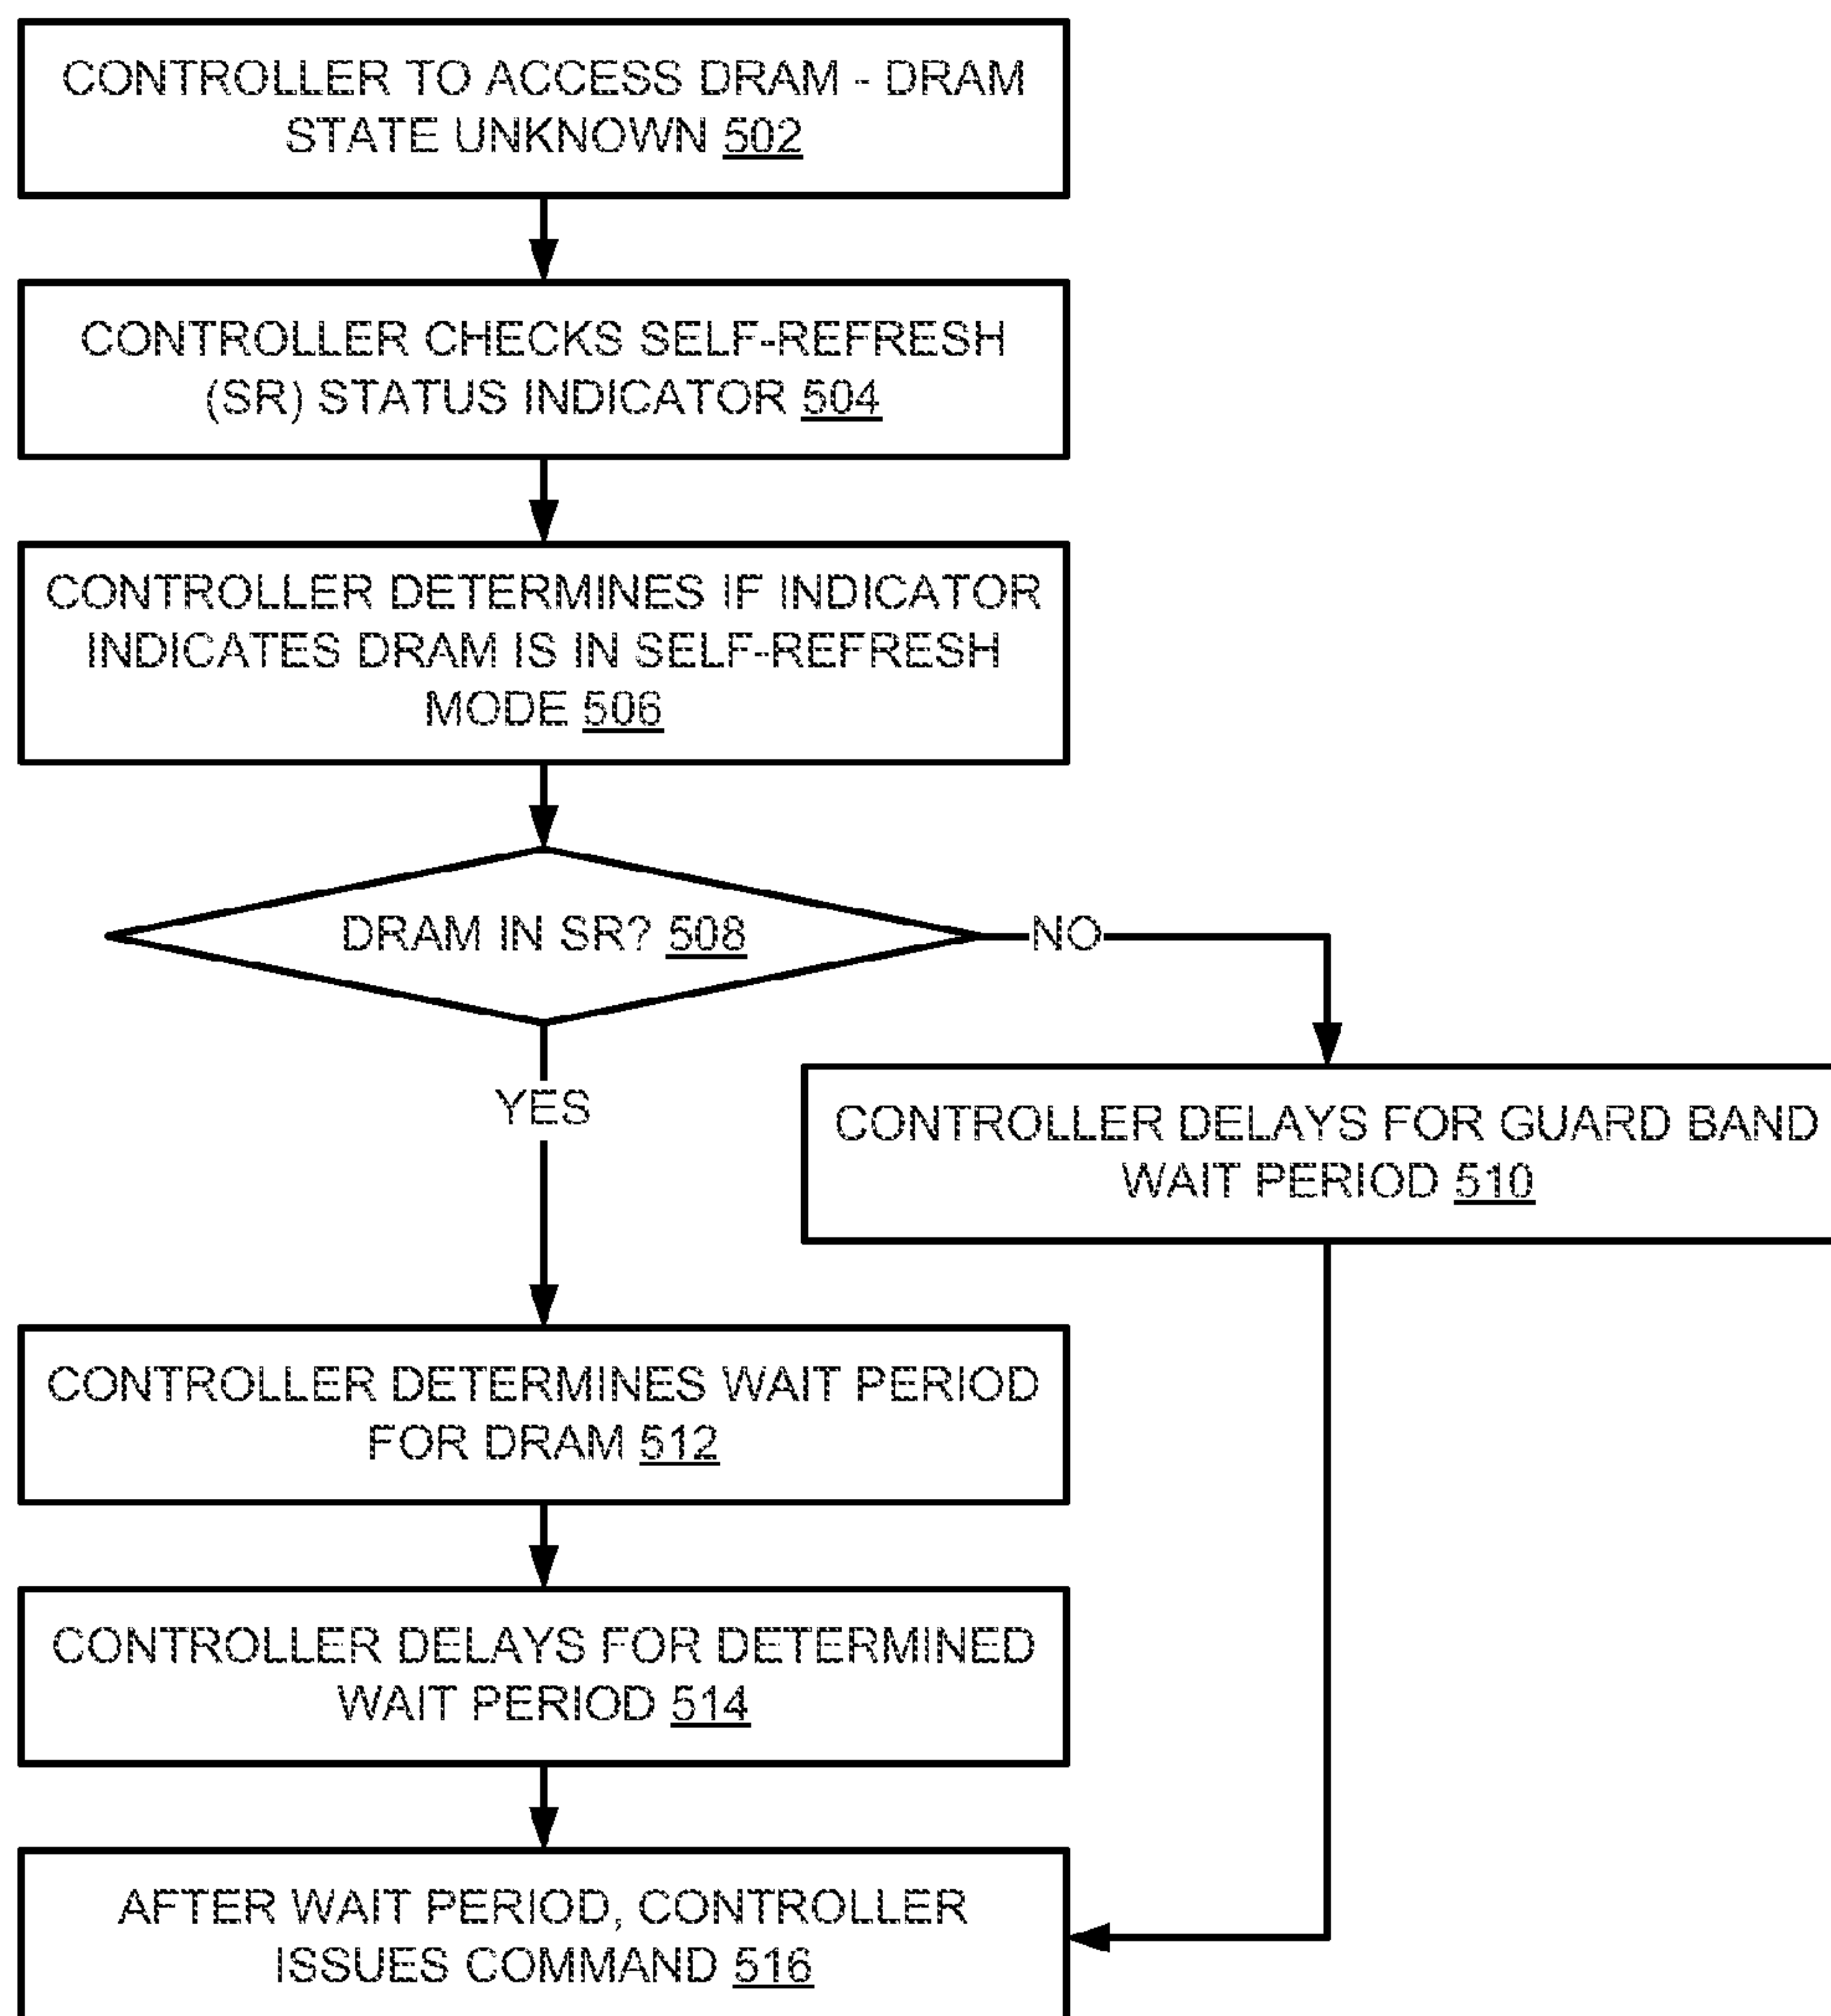 CONTROLLER TO ACCESS DRAM - DRAM
STATE UNKNOWN 502
CONTROLLER CHECKS SELF-REFRESH
(SR) STATUS INDICATOR 504
CONTROLLER DETERMINES IF INDICATOR
INDICATES DRAM IS IN SELF-REFRESH
MODE 506
DRAM IN SR? 508
NO
YES
CONTROLLER DELAYS FOR GUARD BAND
WAIT PERIOD 510
CONTROLLER DETERMINES WAIT PERIOD
FOR DRAM 512
CONTROLLER DELAYS FOR DETERMINED
WAIT PERIOD 514
AFTER WAIT PERIOD, CONTROLLER
ISSUES COMMAND 516